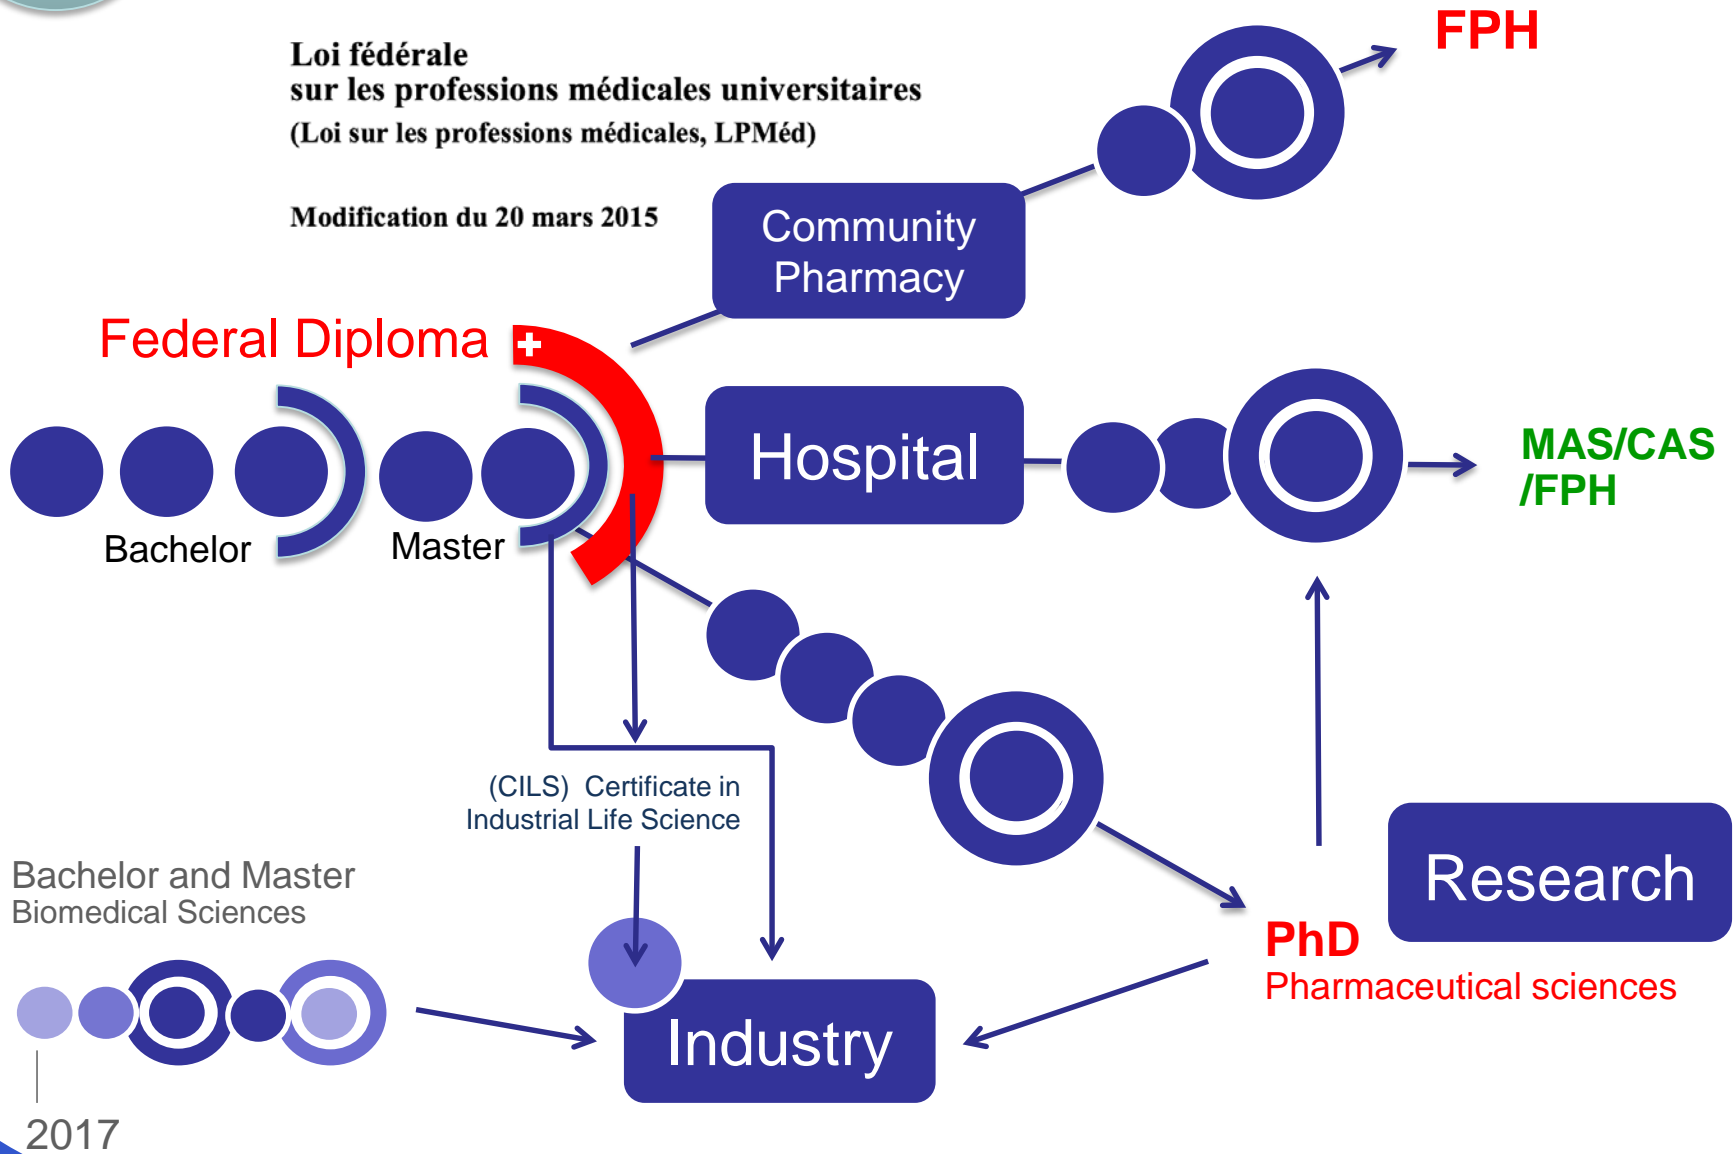 FPH
Loi fédérale
sur les professions médicales universitaires
(Loi sur les professions médicales, LPMéd)
Modification du 20 mars 2015
Community
Pharmacy
Federal Diploma
Hospital
MAS/CAS
/FPH
Bachelor
Master
(CILS)  Certificate in
Industrial Life Science
Bachelor and Master
Biomedical Sciences
Research
PhD
Pharmaceutical sciences
Industry
2017